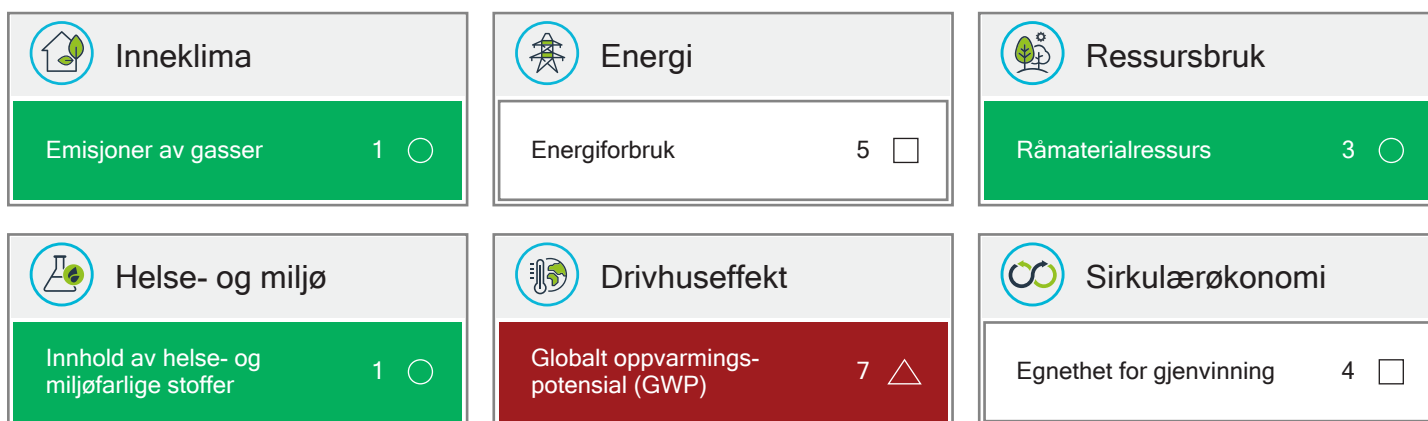 Inneklima
Emisjoner av gasser 1
Energi
Energiforbruk 5
Ressursbruk
Råmaterialressurs 3
Helse- og miljø
Innhold av helse- og
miljøfarlige stoffer 1
Drivhuseffekt
Globalt oppvarmings-
potensial (GWP) 7
Sirkulærøkonomi
Egnethet for gjenvinning 4